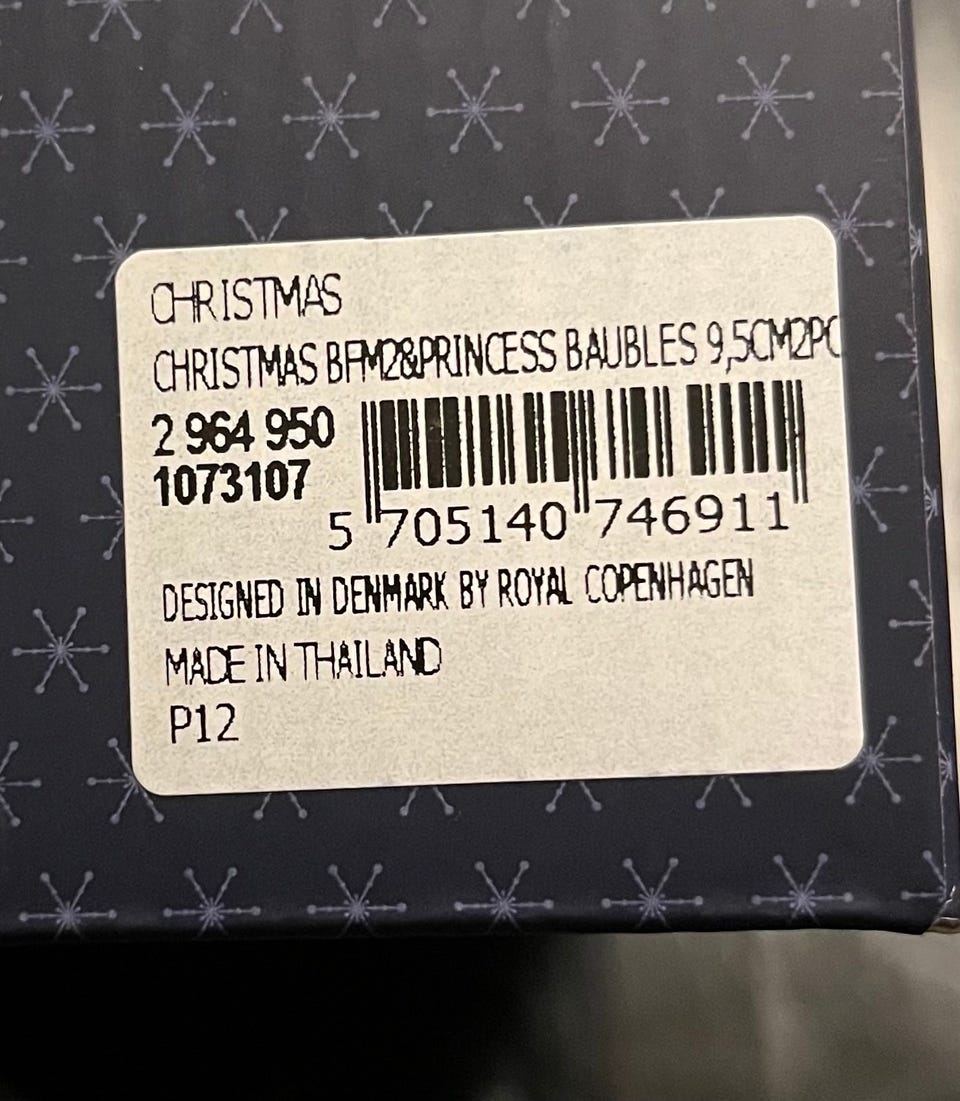 CHRISTMAS
CHRISTMAS BFM2&PRINCESS BAUBLES 9,5CM2PC
2 964 950
1073107
5 705140 746911
DESIGNED IN DENMARK BY ROYAL COPENHAGEN
MADE IN THAILAND
P12